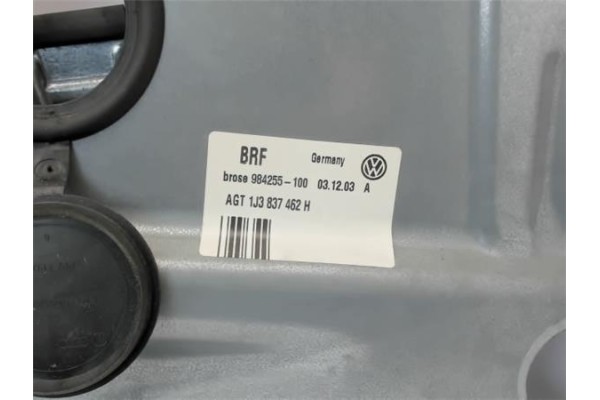 BRF Germany
brose 984255-100 03.12.03 A
AGT 1J3 837 462 H